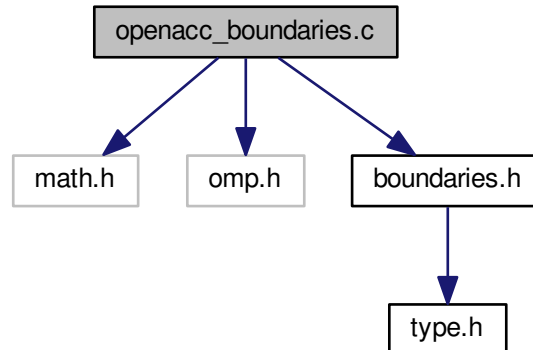 openacc_boundaries.c
math.h
omp.h
boundaries.h
type.h